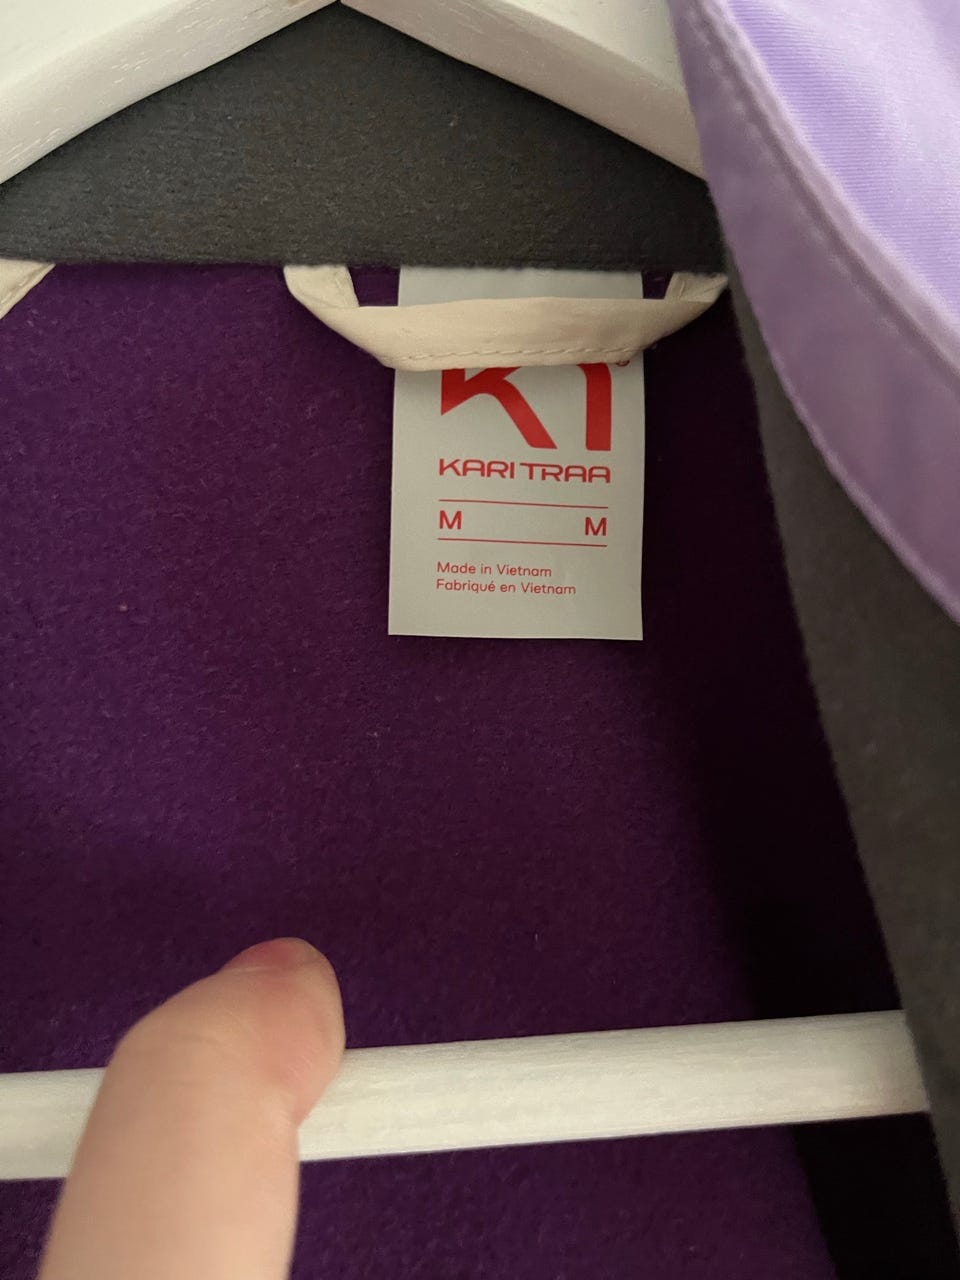 KARI TRAA
M M
Made in Vietnam
Fabriqué en Vietnam